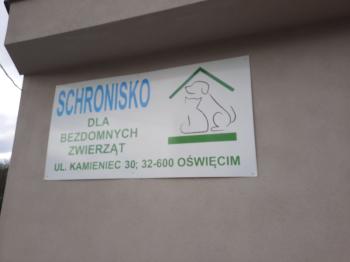 SCHRONISKO
DLA
BEZDOMNYCH
ZWIERZĄT
UL. KAMIENIEC 30; 32-600 OŚWIĘCIM